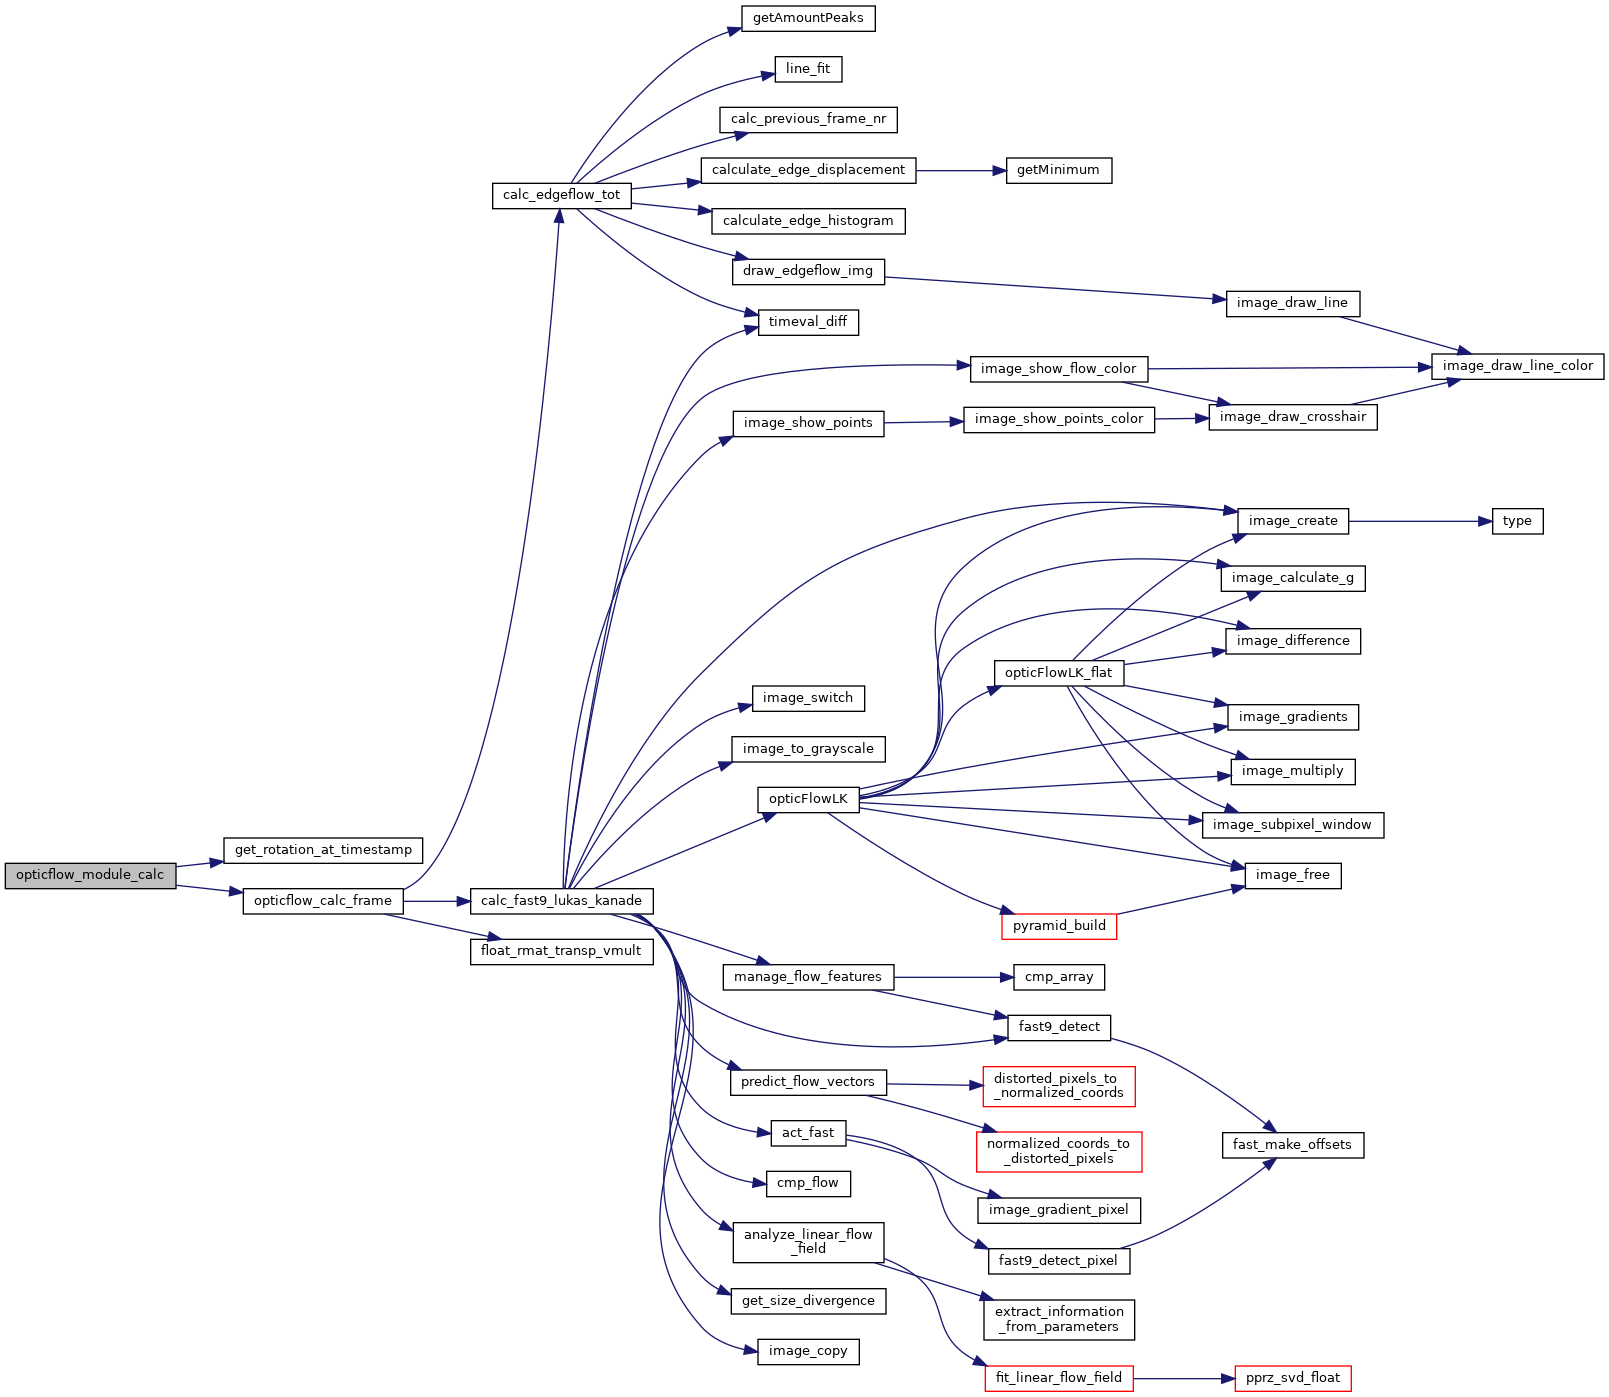 getAmountPeaks
line_fit
calc_previous_frame_nr
calculate_edge_displacement
getMinimum
calc_edgeflow_tot
calculate_edge_histogram
draw_edgeflow_img
image_draw_line
timeval_diff
image_show_flow_color
image_draw_line_color
image_show_points
image_show_points_color
image_draw_crosshair
image_create
type
image_calculate_g
image_difference
opticFlowLK_flat
image_switch
image_gradients
image_to_grayscale
image_multiply
opticFlowLK
image_subpixel_window
get_rotation_at_timestamp
opticflow_module_calc
image_free
opticflow_calc_frame
calc_fast9_lukas_kanade
pyramid_build
float_rmat_transp_vmult
manage_flow_features
cmp_array
fast9_detect
predict_flow_vectors
distorted_pixels_to
_normalized_coords
act_fast
normalized_coords_to
_distorted_pixels
fast_make_offsets
cmp_flow
image_gradient_pixel
analyze_linear_flow
_field
fast9_detect_pixel
get_size_divergence
extract_information
_from_parameters
image_copy
fit_linear_flow_field
pprz_svd_float